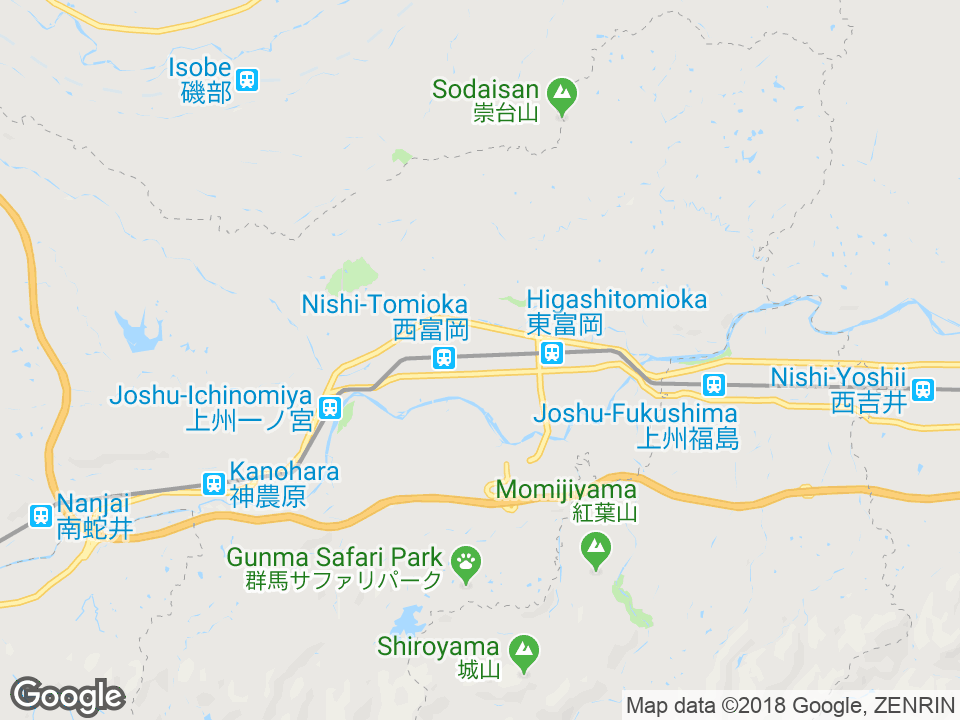 Isobe
磯部
Sodaisan
崇台山
Nishi-Tomioka
西富岡
Higashitomioka
東富岡
Joshu-Ichinomiya
上州一ノ宮
Nishi-Yoshii
西吉井
Joshu-Fukushima
上州福島
Kanohara
神農原
Nanjai
南蛇井
Momijiyama
紅葉山
Gunma Safari Park
群馬サファリパーク
Shiroyama
城山
Google
Map data ©2018 Google, ZENRIN